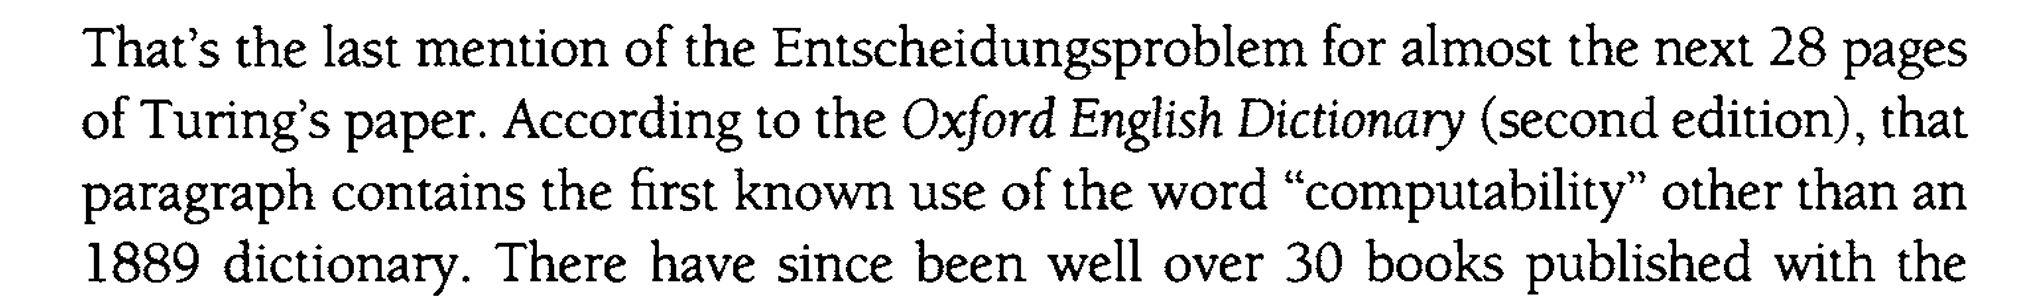 That’s the last mention of the Entscheidungsproblem for almost the next 28 pages
of Turing’s paper. According to the Oxford English Dictionary (second edition), that
paragraph contains the first known use of the word “computability” other than an
1889 dictionary. There have since been well over 30 books published with the